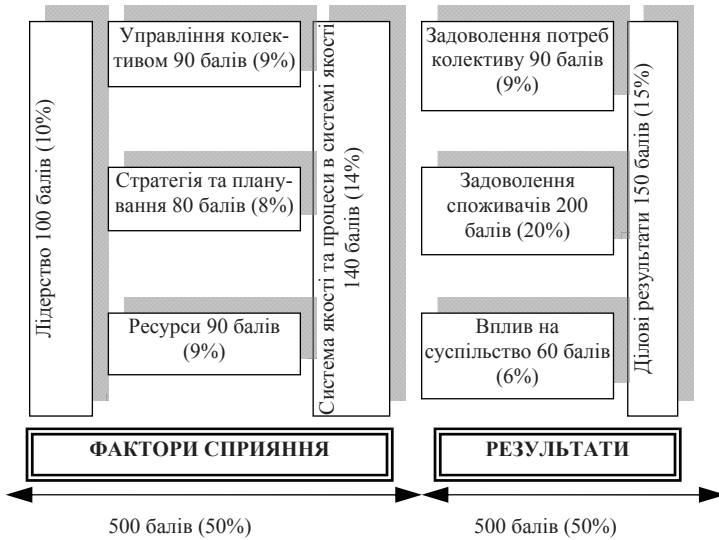 Лідерство 100 балів (10%)
Управління колек-
тивом 90 балів (9%)
Стратегія та плану-
вання 80 балів (8%)
Ресурси 90 балів
(9%)
Система якості та процеси в системі якості
140 балів (14%)
Задоволення потреб
колективу 90 балів
(9%)
Задоволення
споживачів 200
балів (20%)
Вплив на
суспільство 60 балів
(6%)
Ділові результати 150 балів (15%)
ФАКТОРИ СПРИЯННЯ
РЕЗУЛЬТАТИ
500 балів (50%)
500 балів (50%)